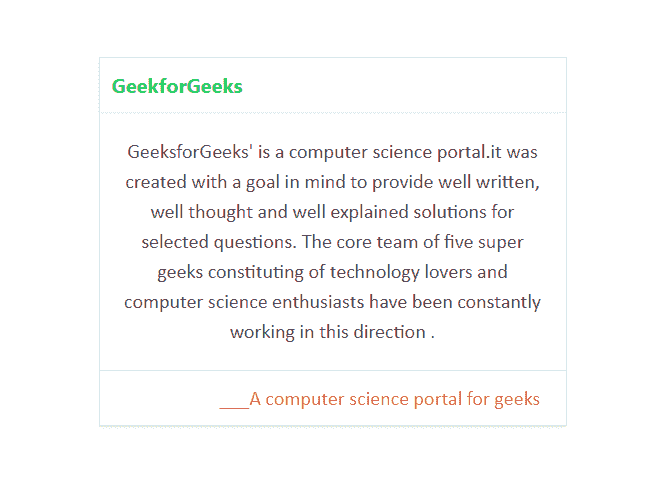 GeekforGeeks
GeeksforGeeks' is a computer science portal.it was
created with a goal in mind to provide well written,
well thought and well explained solutions for
selected questions. The core team of five super
geeks constituting of technology lovers and
computer science enthusiasts have been constantly
working in this direction .
___A computer science portal for geeks